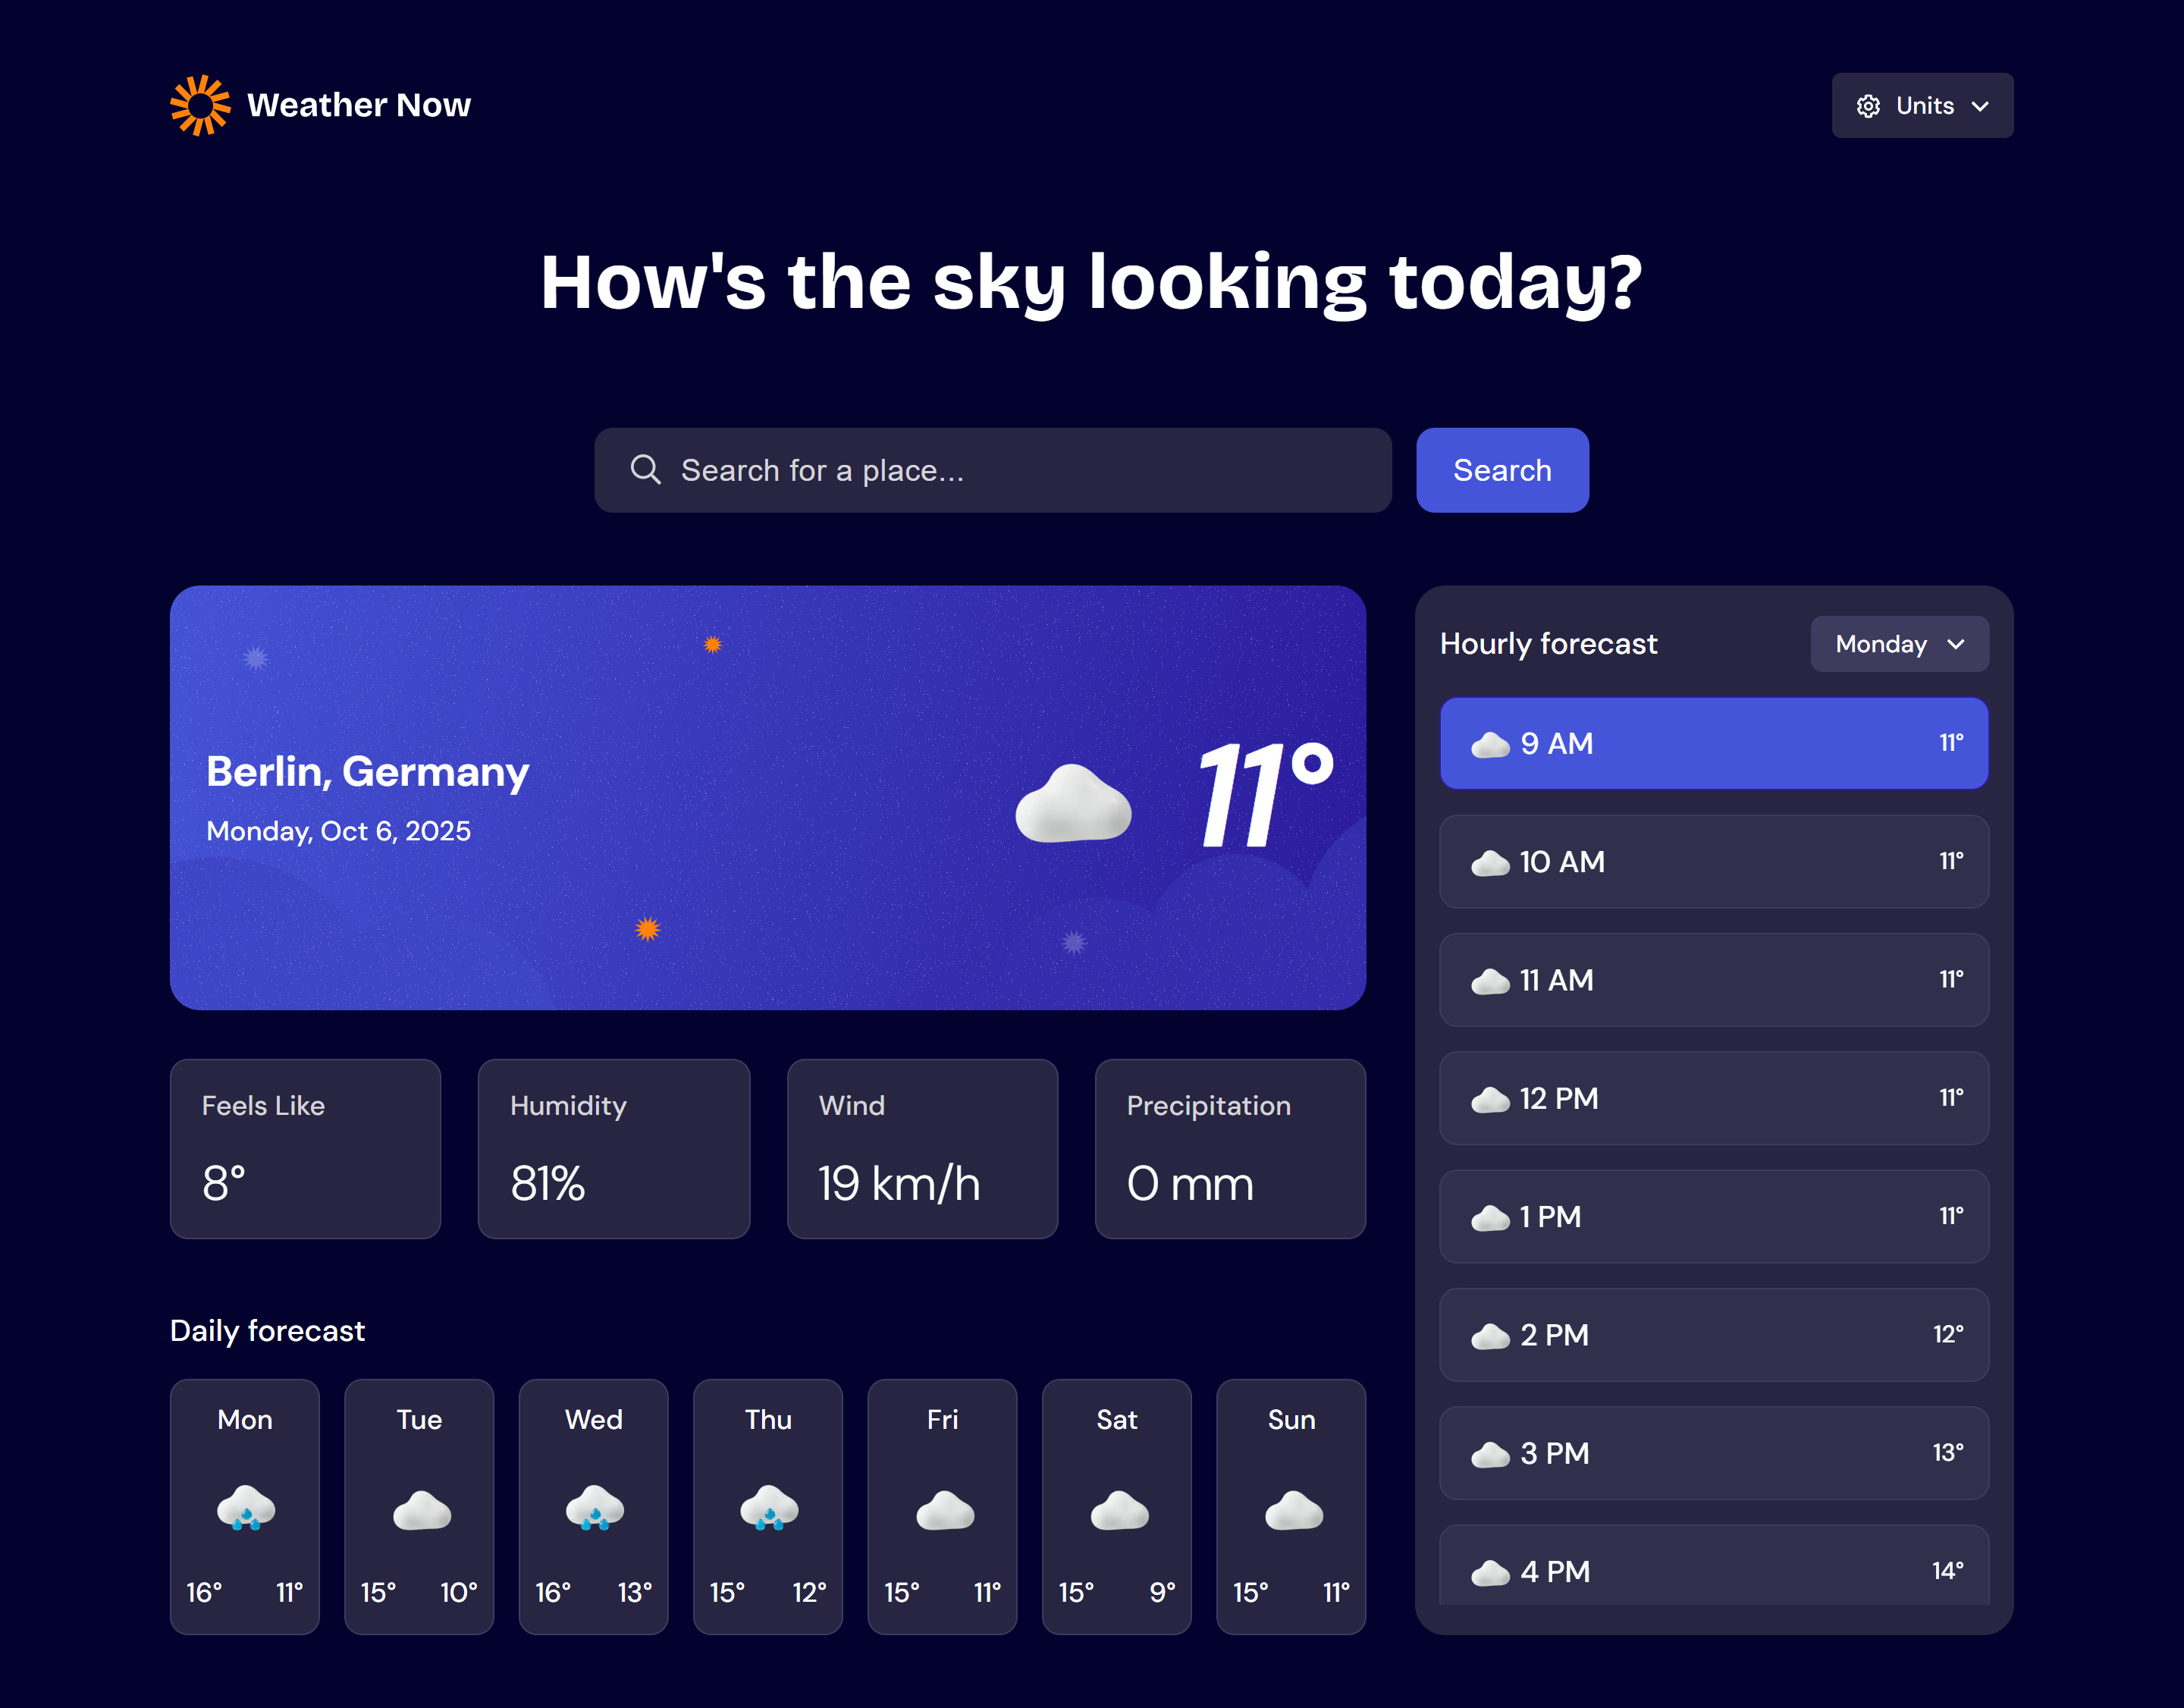 Weather Now
Units
How's the sky looking today?
Search for a place...
Search
Berlin, Germany
Monday, Oct 6, 2025
11°
Feels Like
8°
Humidity
81%
Wind
19 km/h
Precipitation
0 mm
Daily forecast
Mon
16° 11°
Tue
15° 10°
Wed
16° 13°
Thu
15° 12°
Fri
15° 11°
Sat
15° 9°
Sun
15° 11°
Hourly forecast
Monday
9 AM 11°
10 AM 11°
11 AM 11°
12 PM 11°
1 PM 11°
2 PM 12°
3 PM 13°
4 PM 14°